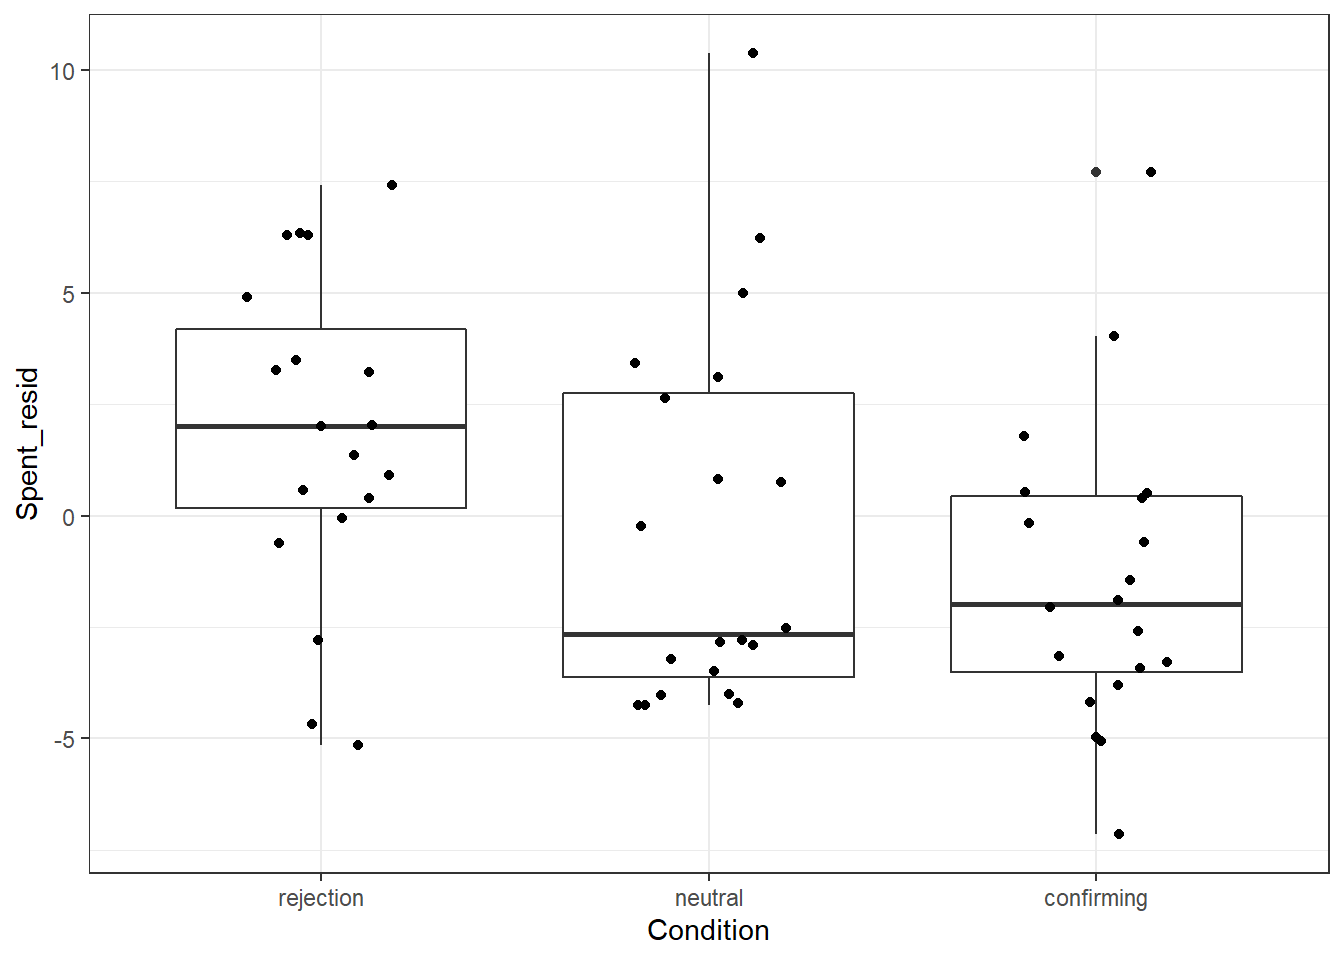 10
5
0
-5
Spent_resid
rejection
neutral
confirming
Condition